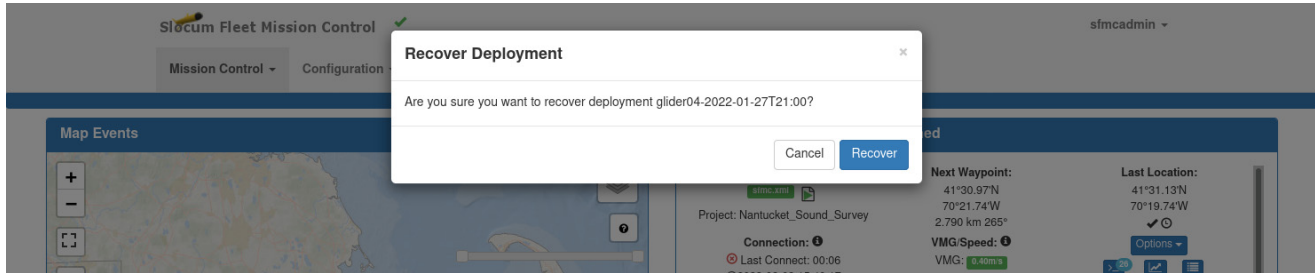 Slocum Fleet Mission Control
sfmcadmin
Mission Control
Configuration
Recover Deployment
×
Are you sure you want to recover deployment glider04-2022-01-27T21:00?
Cancel
Recover
Map Events
ed
+
−
sfmc.xml
Project: Nantucket_Sound_Survey
Connection:
Last Connect: 00:06
Next Waypoint:
41°30.97'N
70°21.74'W
2.790 km 265°
VMG/Speed:
VMG: 0.40m/s
Last Location:
41°31.13'N
70°19.74'W
Options
29